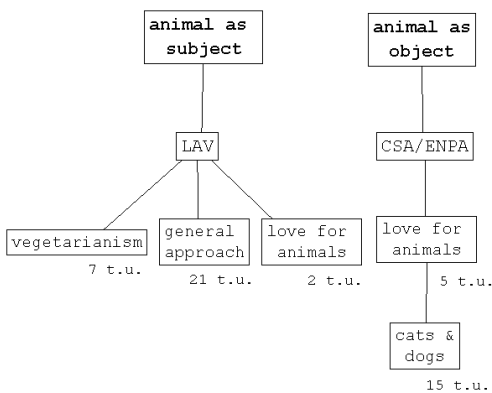 animal as
subject
animal as
object
LAV
CSA/ENPA
vegetarianism
7 t.u.
general
approach
21 t.u.
love for
animals
2 t.u.
love for
animals
5 t.u.
cats &
dogs
15 t.u.